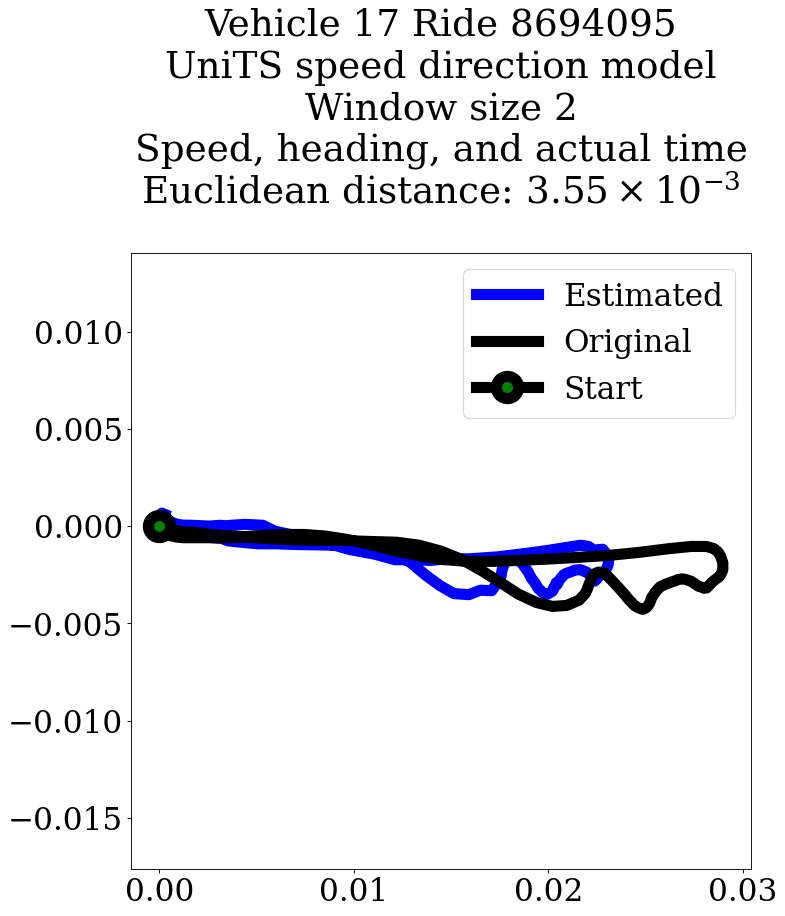 Vehicle 17 Ride 8694095
UniTS speed direction model
Window size 2
Speed, heading, and actual time
Euclidean distance: 3.55 × 10⁻³
Estimated
Original
Start
0.010
0.005
0.000
−0.005
−0.010
−0.015
0.00 0.01 0.02 0.03